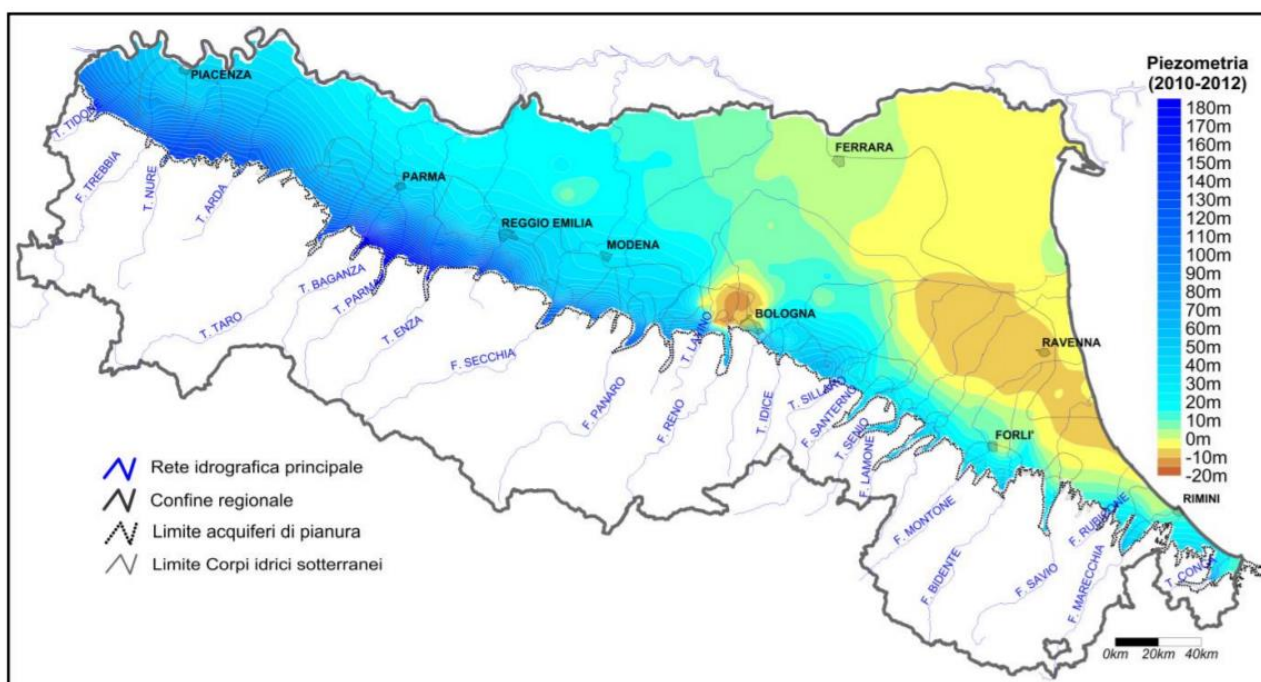 Piezometria
(2010-2012)
180m
170m
160m
150m
140m
130m
120m
110m
100m
90m
80m
70m
60m
50m
40m
30m
20m
10m
0m
-10m
-20m
PIACENZA
T. TIDONE
F. TREBBIA
T. NURE
T. ARDA
PARMA
FERRARA
REGGIO EMILIA
MODENA
T. BAGANZA
T. PARMA
T. TARO
T. ENZA
F. SECCHIA
BOLOGNA
RAVENNA
F. PANARO
F. RENO
T. LAVINO
T. IDICE
T. SILLARO
F. SANTERNO
T. SENIO
F. LAMONE
FORLI'
F. MONTONE
F. BIDENTE
F. SAVIO
F. RUBICONE
F. MARECCHIA
RIMINI
T. CONCA
Rete idrografica principale
Confine regionale
Limite acquiferi di pianura
Limite Corpi idrici sotterranei
0km 20km 40km